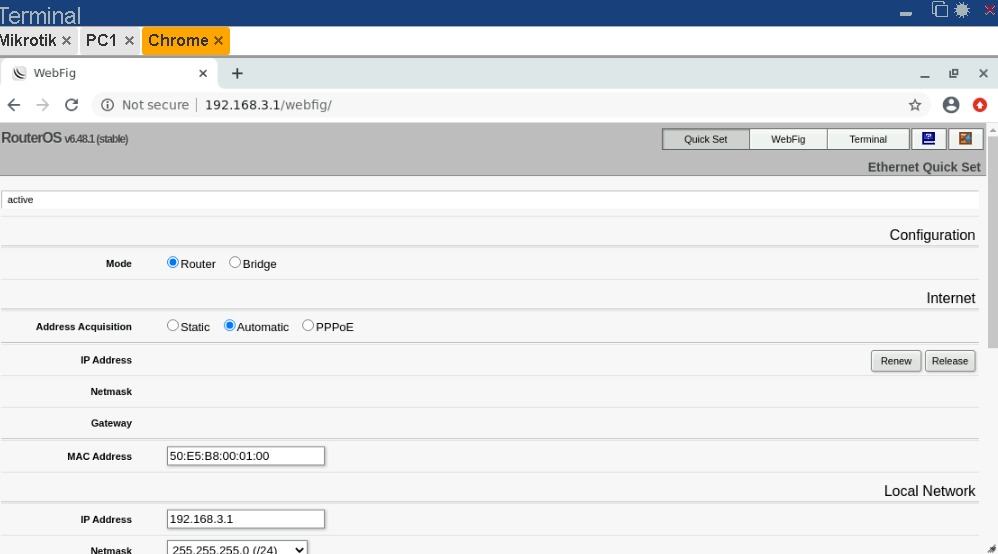 Terminal
Mikrotik × PC1 × Chrome ×
WebFig × +
Not secure | 192.168.3.1/webfig/
RouterOS v6.48.1 (stable) Quick Set WebFig Terminal
Ethernet Quick Set
active
Configuration
Mode Router Bridge
Internet
Address Acquisition Static Automatic PPPoE
IP Address Renew Release
Netmask
Gateway
MAC Address 50:E5:B8:00:01:00
Local Network
IP Address 192.168.3.1
Netmask 255.255.255.0 (/24)